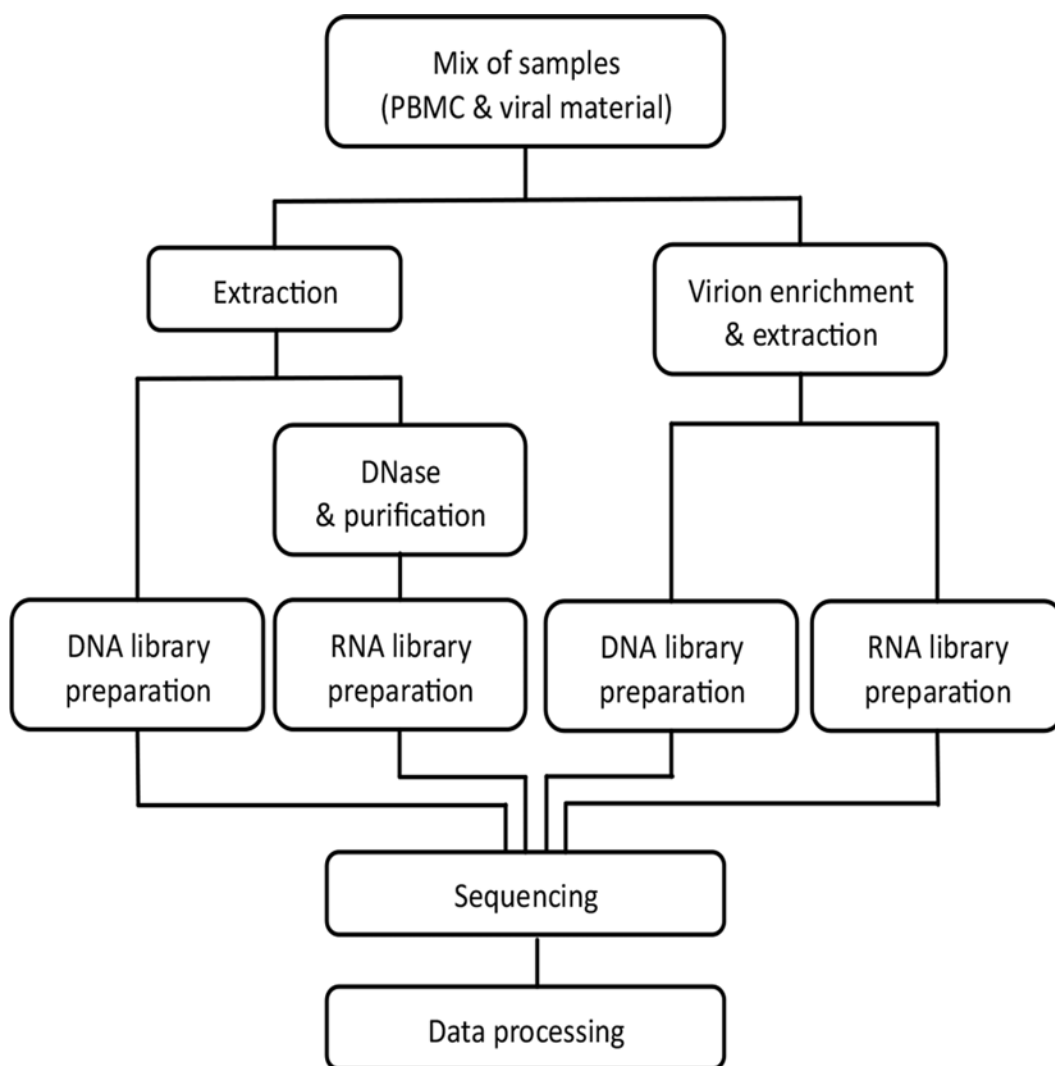 Mix of samples
(PBMC & viral material)
Extraction
Virion enrichment
& extraction
DNase
& purification
DNA library
preparation
RNA library
preparation
DNA library
preparation
RNA library
preparation
Sequencing
Data processing